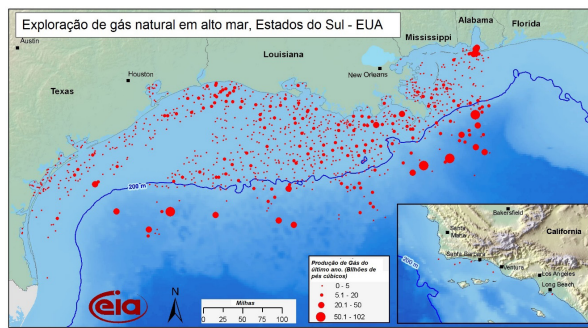 Exploração de gás natural em alto mar, Estados do Sul - EUA
Alabama
Florida
Mississippi
Austin
Louisiana
Houston
New Orleans
Texas
200 m
Bakersfield
California
Santa Maria
200 m
Santa Barbara
Ventura
Los Angeles
Long Beach
Produção de Gás do
último ano. (Bilhões de
pés cúbicos)
0 - 5
5.1 - 20
20.1 - 50
50.1 - 102
eia
N
Milhas
0 25 50 75 100